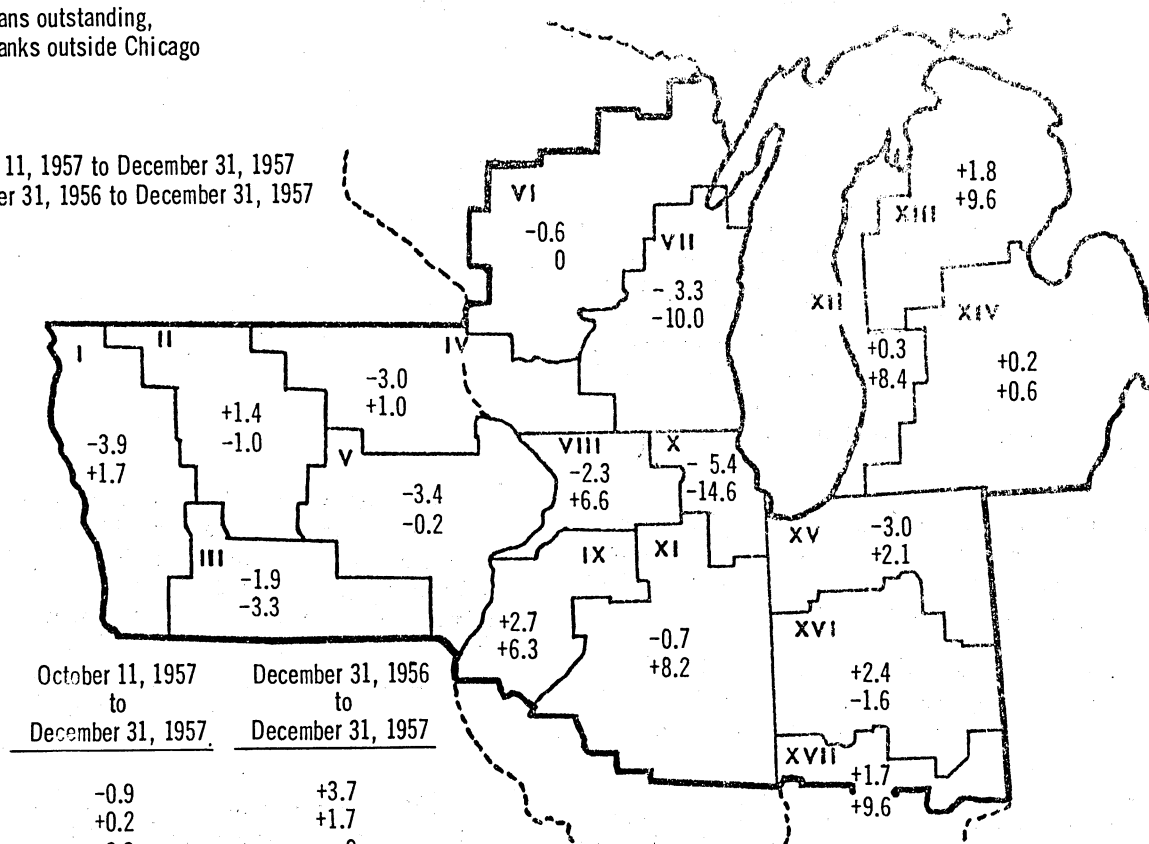 ans outstanding,
anks outside Chicago
11, 1957 to December 31, 1957
er 31, 1956 to December 31, 1957
VI
-0.6
0
VII
- 3.3
-10.0
+1.8
+9.6
XIII
XII
XIV
+0.3
+8.4
+0.2
+0.6
I
-3.9
+1.7
II
+1.4
-1.0
IV
-3.0
+1.0
V
-3.4
-0.2
III
-1.9
-3.3
VIII
-2.3
+6.6
X
- 5.4
-14.6
IX
+2.7
+6.3
XI
-0.7
+8.2
XV
-3.0
+2.1
XVI
+2.4
-1.6
XVII
+1.7
+9.6
October 11, 1957 December 31, 1956
to to
December 31, 1957 December 31, 1957
-0.9 +3.7
+0.2 +1.7